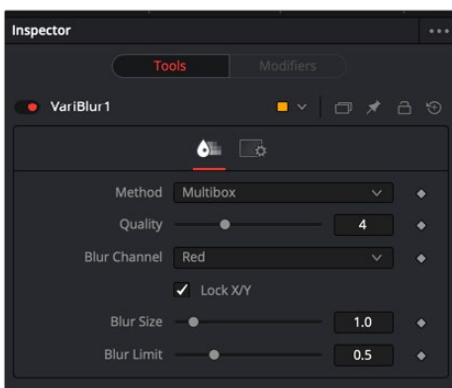 Inspector
Tools Modifiers
VariBlur1
Method Multibox
Quality 4
Blur Channel Red
Lock X/Y
Blur Size 1.0
Blur Limit 0.5